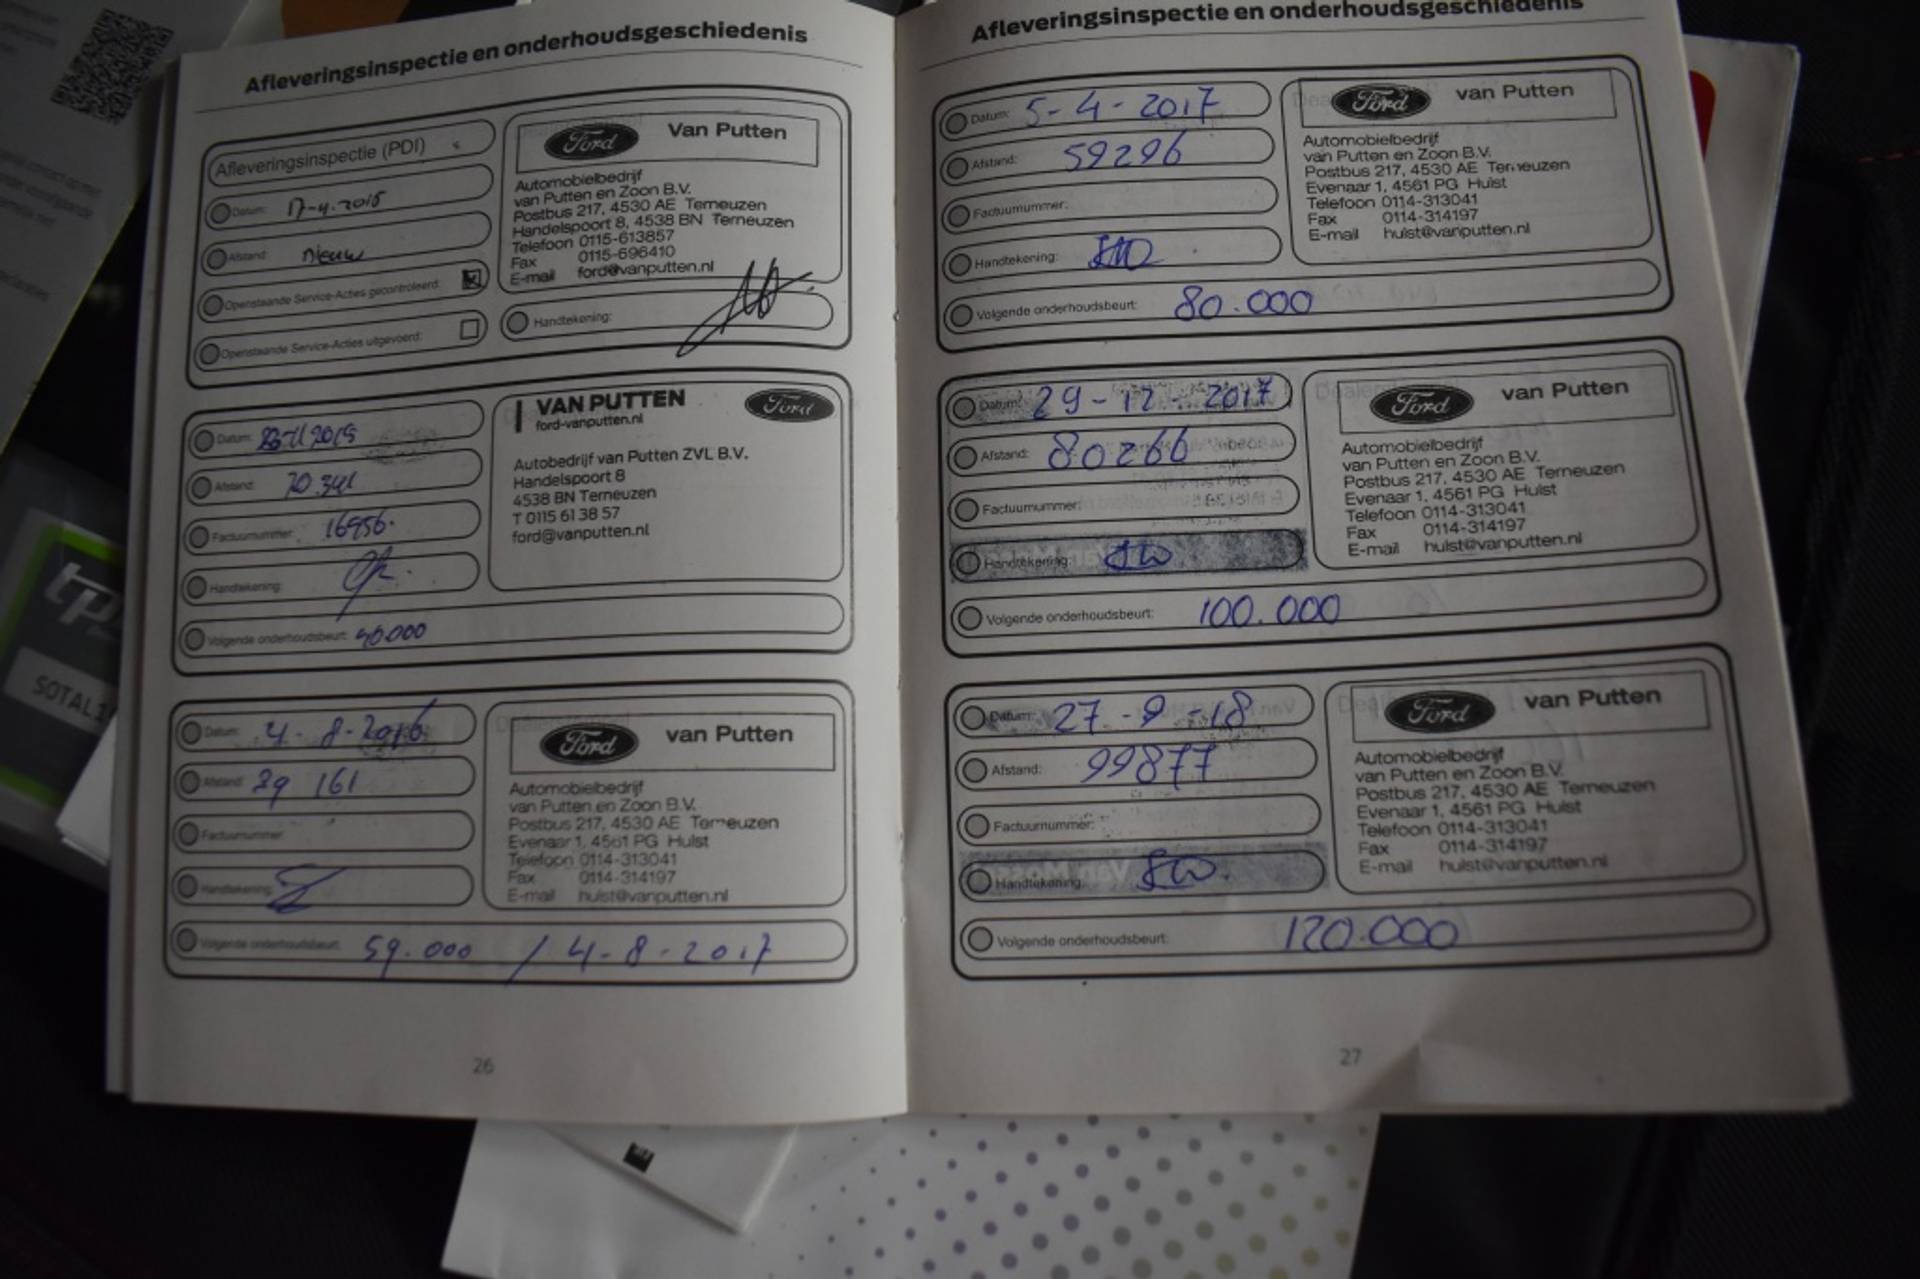 Afleveringsinspectie en onderhoudsgeschiedenis
Afleveringsinspectie (PDI)
Datum: 17-4-2015
Afstand: nieuw
Openstaande Service-Acties gecontroleerd:
Openstaande Service-Acties uitgevoerd:
Ford Van Putten
Automobielbedrijf
van Putten en Zoon B.V.
Postbus 217, 4530 AE Terneuzen
Handelspoort 8, 4538 BN Terneuzen
Telefoon 0115-613857
Fax 0115-696410
E-mail ford@vanputten.nl
Handtekening:
Datum:
Afstand:
Factuurnummer: 16956.
Handtekening:
Volgende onderhoudsbeurt: 40.000
VAN PUTTEN Ford
ford-vanputten.nl
Autobedrijf van Putten ZVL B.V.
Handelspoort 8
4538 BN Terneuzen
T 0115 61 38 57
ford@vanputten.nl
Datum: 4-8-2016
Afstand: 39 161
Factuurnummer:
Handtekening:
Volgende onderhoudsbeurt: 59.000 / 4-8-2017
Ford van Putten
Automobielbedrijf
van Putten en Zoon B.V.
Postbus 217, 4530 AE Terneuzen
Evenaar 1, 4561 PG Hulst
Telefoon 0114-313041
Fax 0114-314197
E-mail hulst@vanputten.nl
26
Afleveringsinspectie en onderhoudsgeschiedenis
Datum: 5-4-2017
Afstand: 59296
Factuurnummer:
Handtekening:
Volgende onderhoudsbeurt: 80.000
Ford van Putten
Automobielbedrijf
van Putten en Zoon B.V.
Postbus 217, 4530 AE Terneuzen
Evenaar 1, 4561 PG Hulst
Telefoon 0114-313041
Fax 0114-314197
E-mail hulst@vanputten.nl
Datum: 29-12-2017
Afstand: 80266
Factuurnummer:
Handtekening:
Volgende onderhoudsbeurt: 100.000
Ford van Putten
Automobielbedrijf
van Putten en Zoon B.V.
Postbus 217, 4530 AE Terneuzen
Evenaar 1, 4561 PG Hulst
Telefoon 0114-313041
Fax 0114-314197
E-mail hulst@vanputten.nl
Datum: 27-9-18
Afstand: 99877
Factuurnummer:
Handtekening:
Volgende onderhoudsbeurt: 120.000
Ford van Putten
Automobielbedrijf
van Putten en Zoon B.V.
Postbus 217, 4530 AE Terneuzen
Evenaar 1, 4561 PG Hulst
Telefoon 0114-313041
Fax 0114-314197
E-mail hulst@vanputten.nl
27